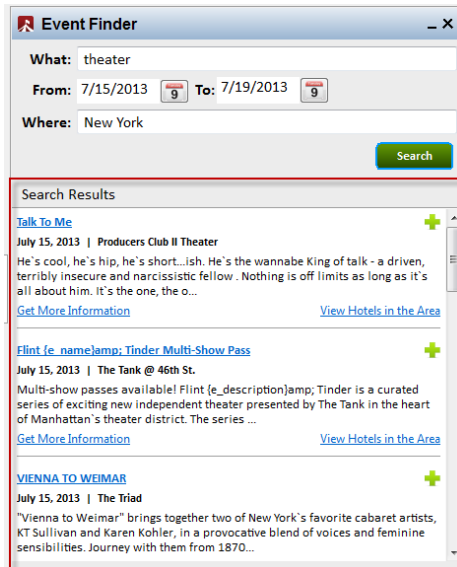 Event Finder
What: theater
From: 7/15/2013 9 To: 7/19/2013 9
Where: New York
Search
Search Results
Talk To Me
July 15, 2013 | Producers Club II Theater
He`s cool, he`s hip, he`s short...ish. He`s the wannabe King of talk - a driven,
terribly insecure and narcissistic fellow . Nothing is off limits as long as it`s
all about him. It`s the one, the o...
Get More Information View Hotels in the Area
Flint {e_name}amp; Tinder Multi-Show Pass
July 15, 2013 | The Tank @ 46th St.
Multi-show passes available! Flint {e_description}amp; Tinder is a curated
series of exciting new independent theater presented by The Tank in the heart
of Manhattan`s theater district. The series ...
Get More Information View Hotels in the Area
VIENNA TO WEIMAR
July 15, 2013 | The Triad
"Vienna to Weimar" brings together two of New York`s favorite cabaret artists,
KT Sullivan and Karen Kohler, in a provocative blend of voices and feminine
sensibilities. Journey with them from 1870...